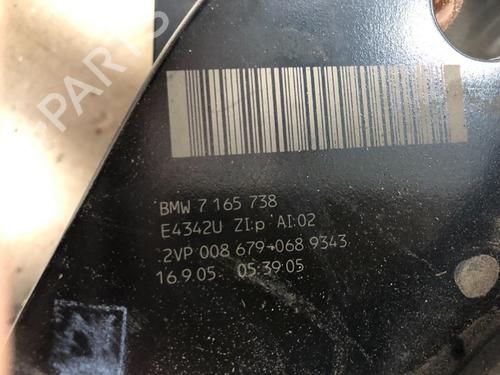 B-PARTS
BMW 7 165 738
E4342U ZI:p AI:02
2VP 008 679-068 9343
16.9.05 05:39:05